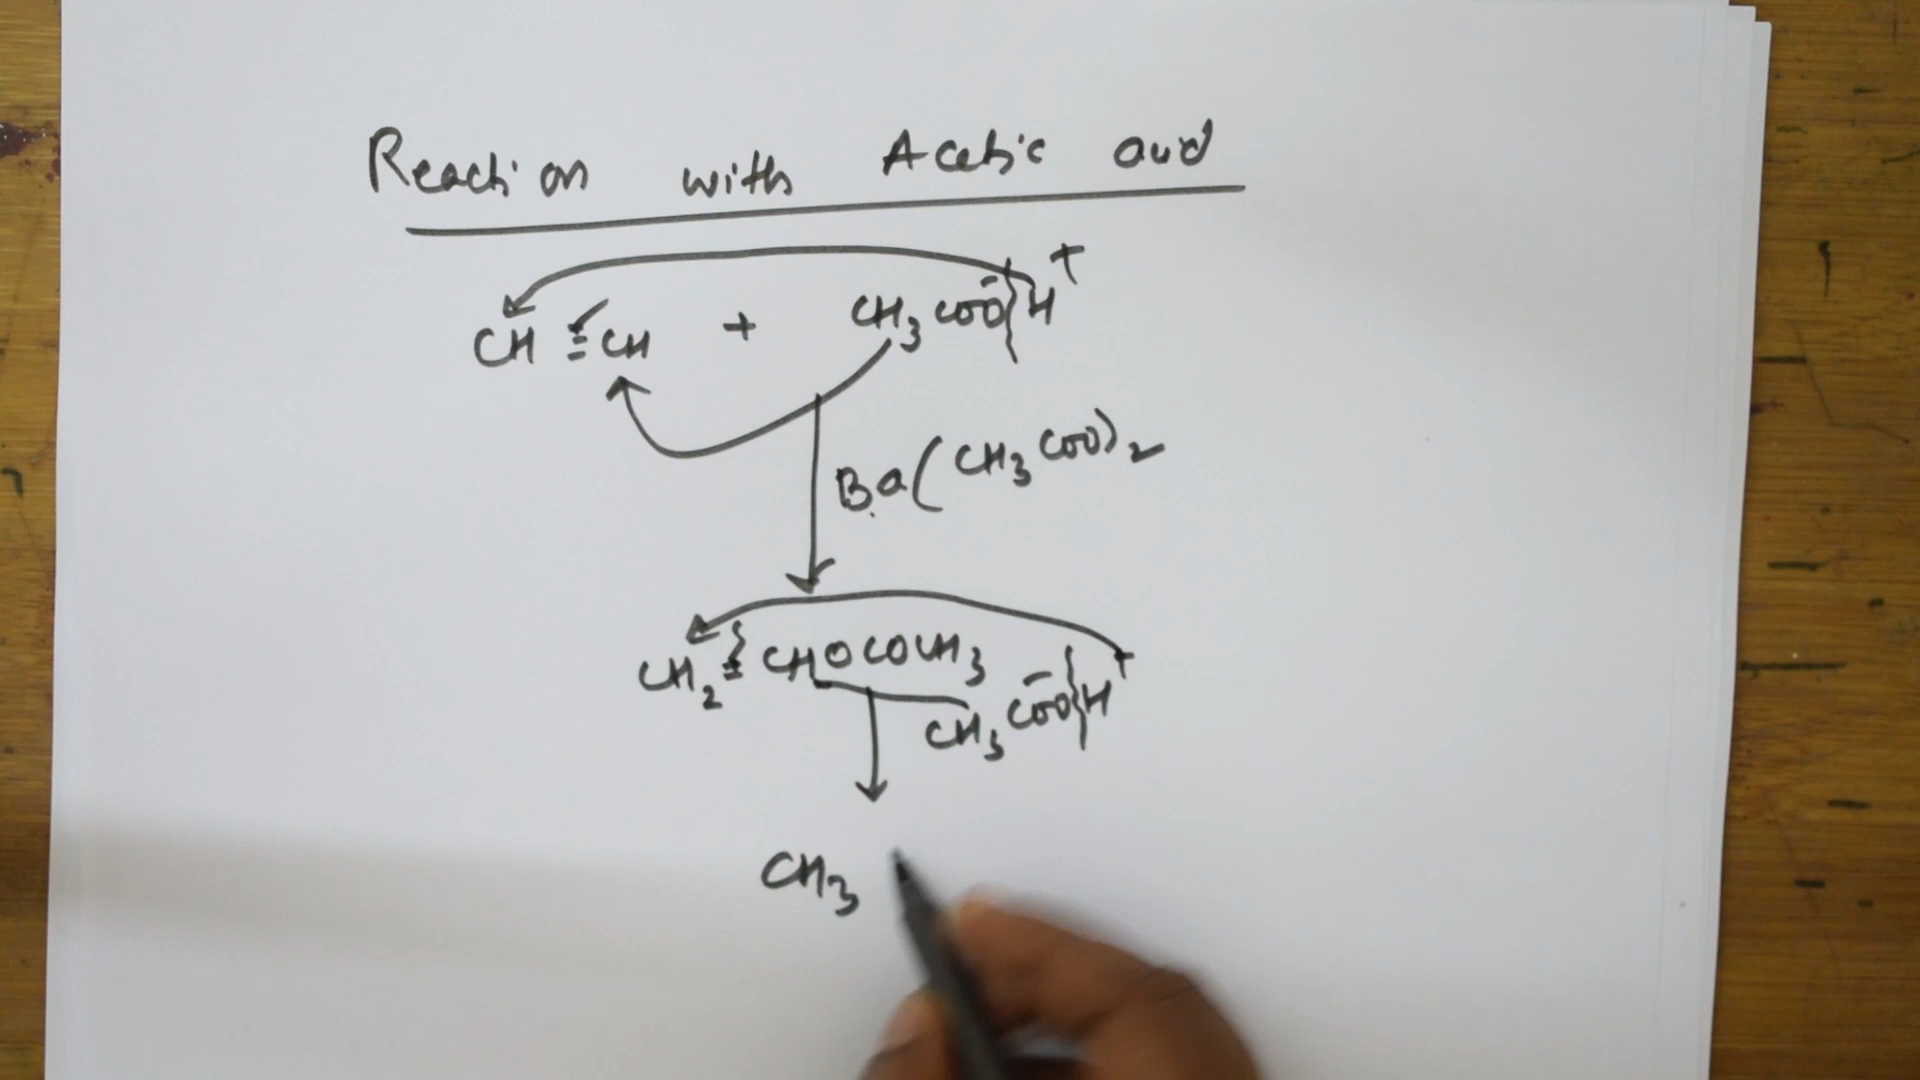 Reaction with Acetic acid
CH ≡ CH + CH₃COO⁻ H⁺
Ba(CH₃COO)₂
CH₂ = CHOCOCH₃
CH₃COO⁻ H⁺
CH₃